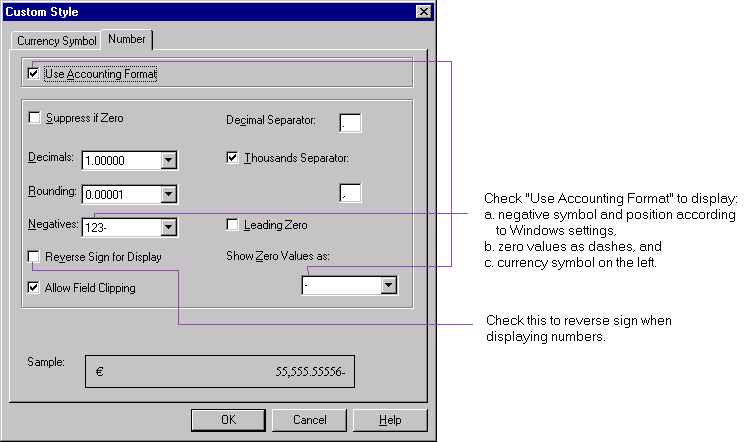 Custom Style
Currency Symbol Number
Use Accounting Format
Suppress if Zero Decimal Separator: .
Decimals: 1.00000 Thousands Separator:
Rounding: 0.00001 ,
Negatives: 123- Leading Zero
Reverse Sign for Display Show Zero Values as:
Allow Field Clipping -
Sample: € 55,555.55556-
OK Cancel Help
Check "Use Accounting Format" to display:
a. negative symbol and position according
to Windows settings,
b. zero values as dashes, and
c. currency symbol on the left.
Check this to reverse sign when
displaying numbers.